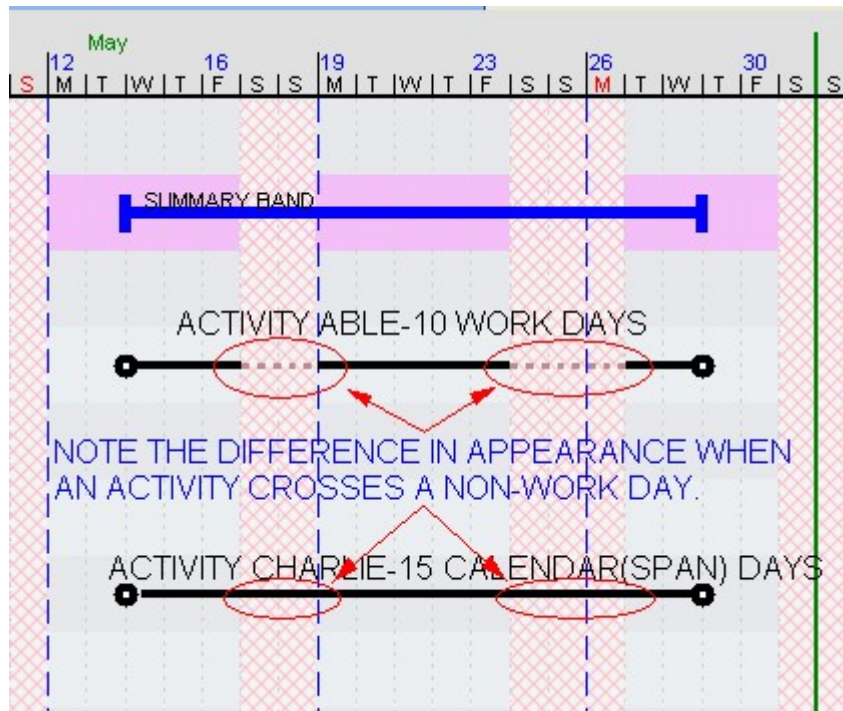 May
12 16 19 23 26 30
S M T W T F S S M T W T F S S M T W T F S S
SUMMARY BAND
ACTIVITY ABLE-10 WORK DAYS
NOTE THE DIFFERENCE IN APPEARANCE WHEN
AN ACTIVITY CROSSES A NON-WORK DAY.
ACTIVITY CHARLIE-15 CALENDAR(SPAN) DAYS